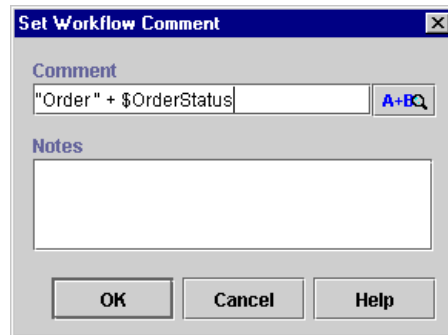 Set Workflow Comment
Comment
"Order" + $OrderStatus
A+B
Notes
OK Cancel Help